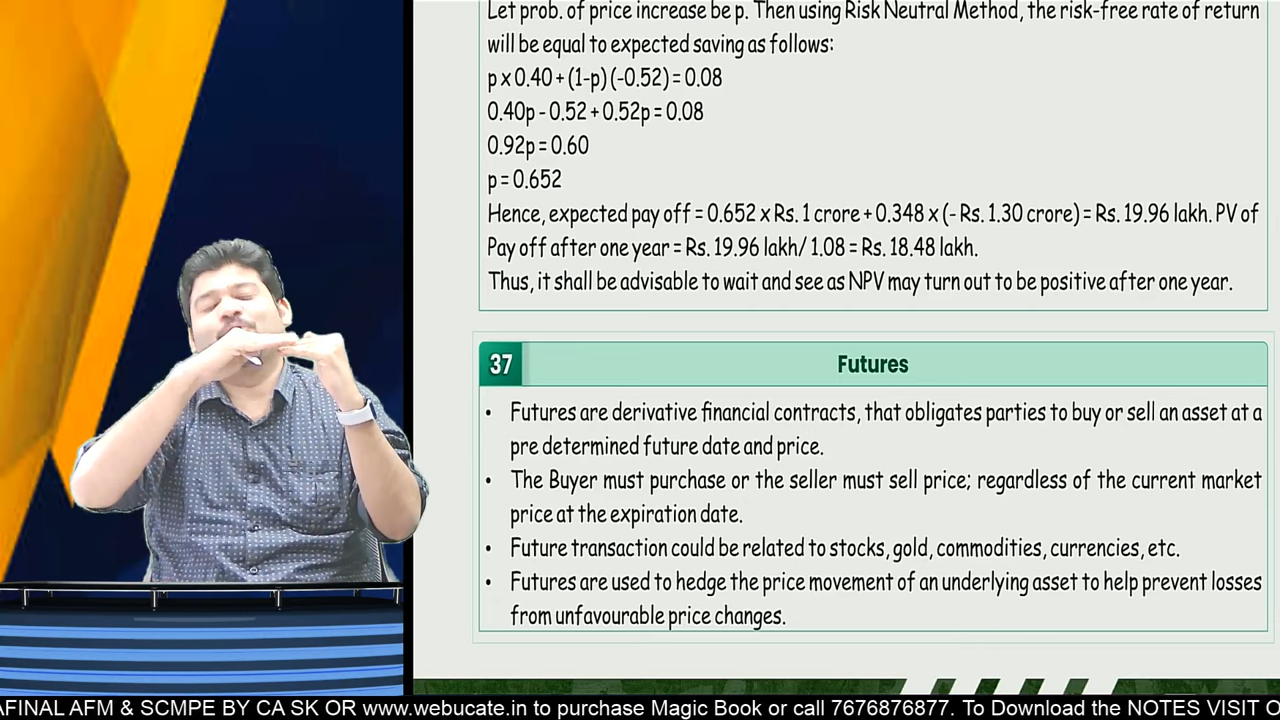 Let prob. of price increase be p. Then using Risk Neutral Method, the risk-free rate of return
will be equal to expected saving as follows:
p x 0.40 + (1-p) (-0.52) = 0.08
0.40p - 0.52 + 0.52p = 0.08
0.92p = 0.60
p = 0.652
Hence, expected pay off = 0.652 x Rs. 1 crore + 0.348 x (- Rs. 1.30 crore) = Rs. 19.96 lakh. PV of
Pay off after one year = Rs. 19.96 lakh/ 1.08 = Rs. 18.48 lakh.
Thus, it shall be advisable to wait and see as NPV may turn out to be positive after one year.
37 Futures
• Futures are derivative financial contracts, that obligates parties to buy or sell an asset at a
pre determined future date and price.
• The Buyer must purchase or the seller must sell price; regardless of the current market
price at the expiration date.
• Future transaction could be related to stocks, gold, commodities, currencies, etc.
• Futures are used to hedge the price movement of an underlying asset to help prevent losses
from unfavourable price changes.
AFINAL AFM & SCMPE BY CA SK OR www.webucate.in to purchase Magic Book or call 7676876877. To Download the NOTES VISIT O